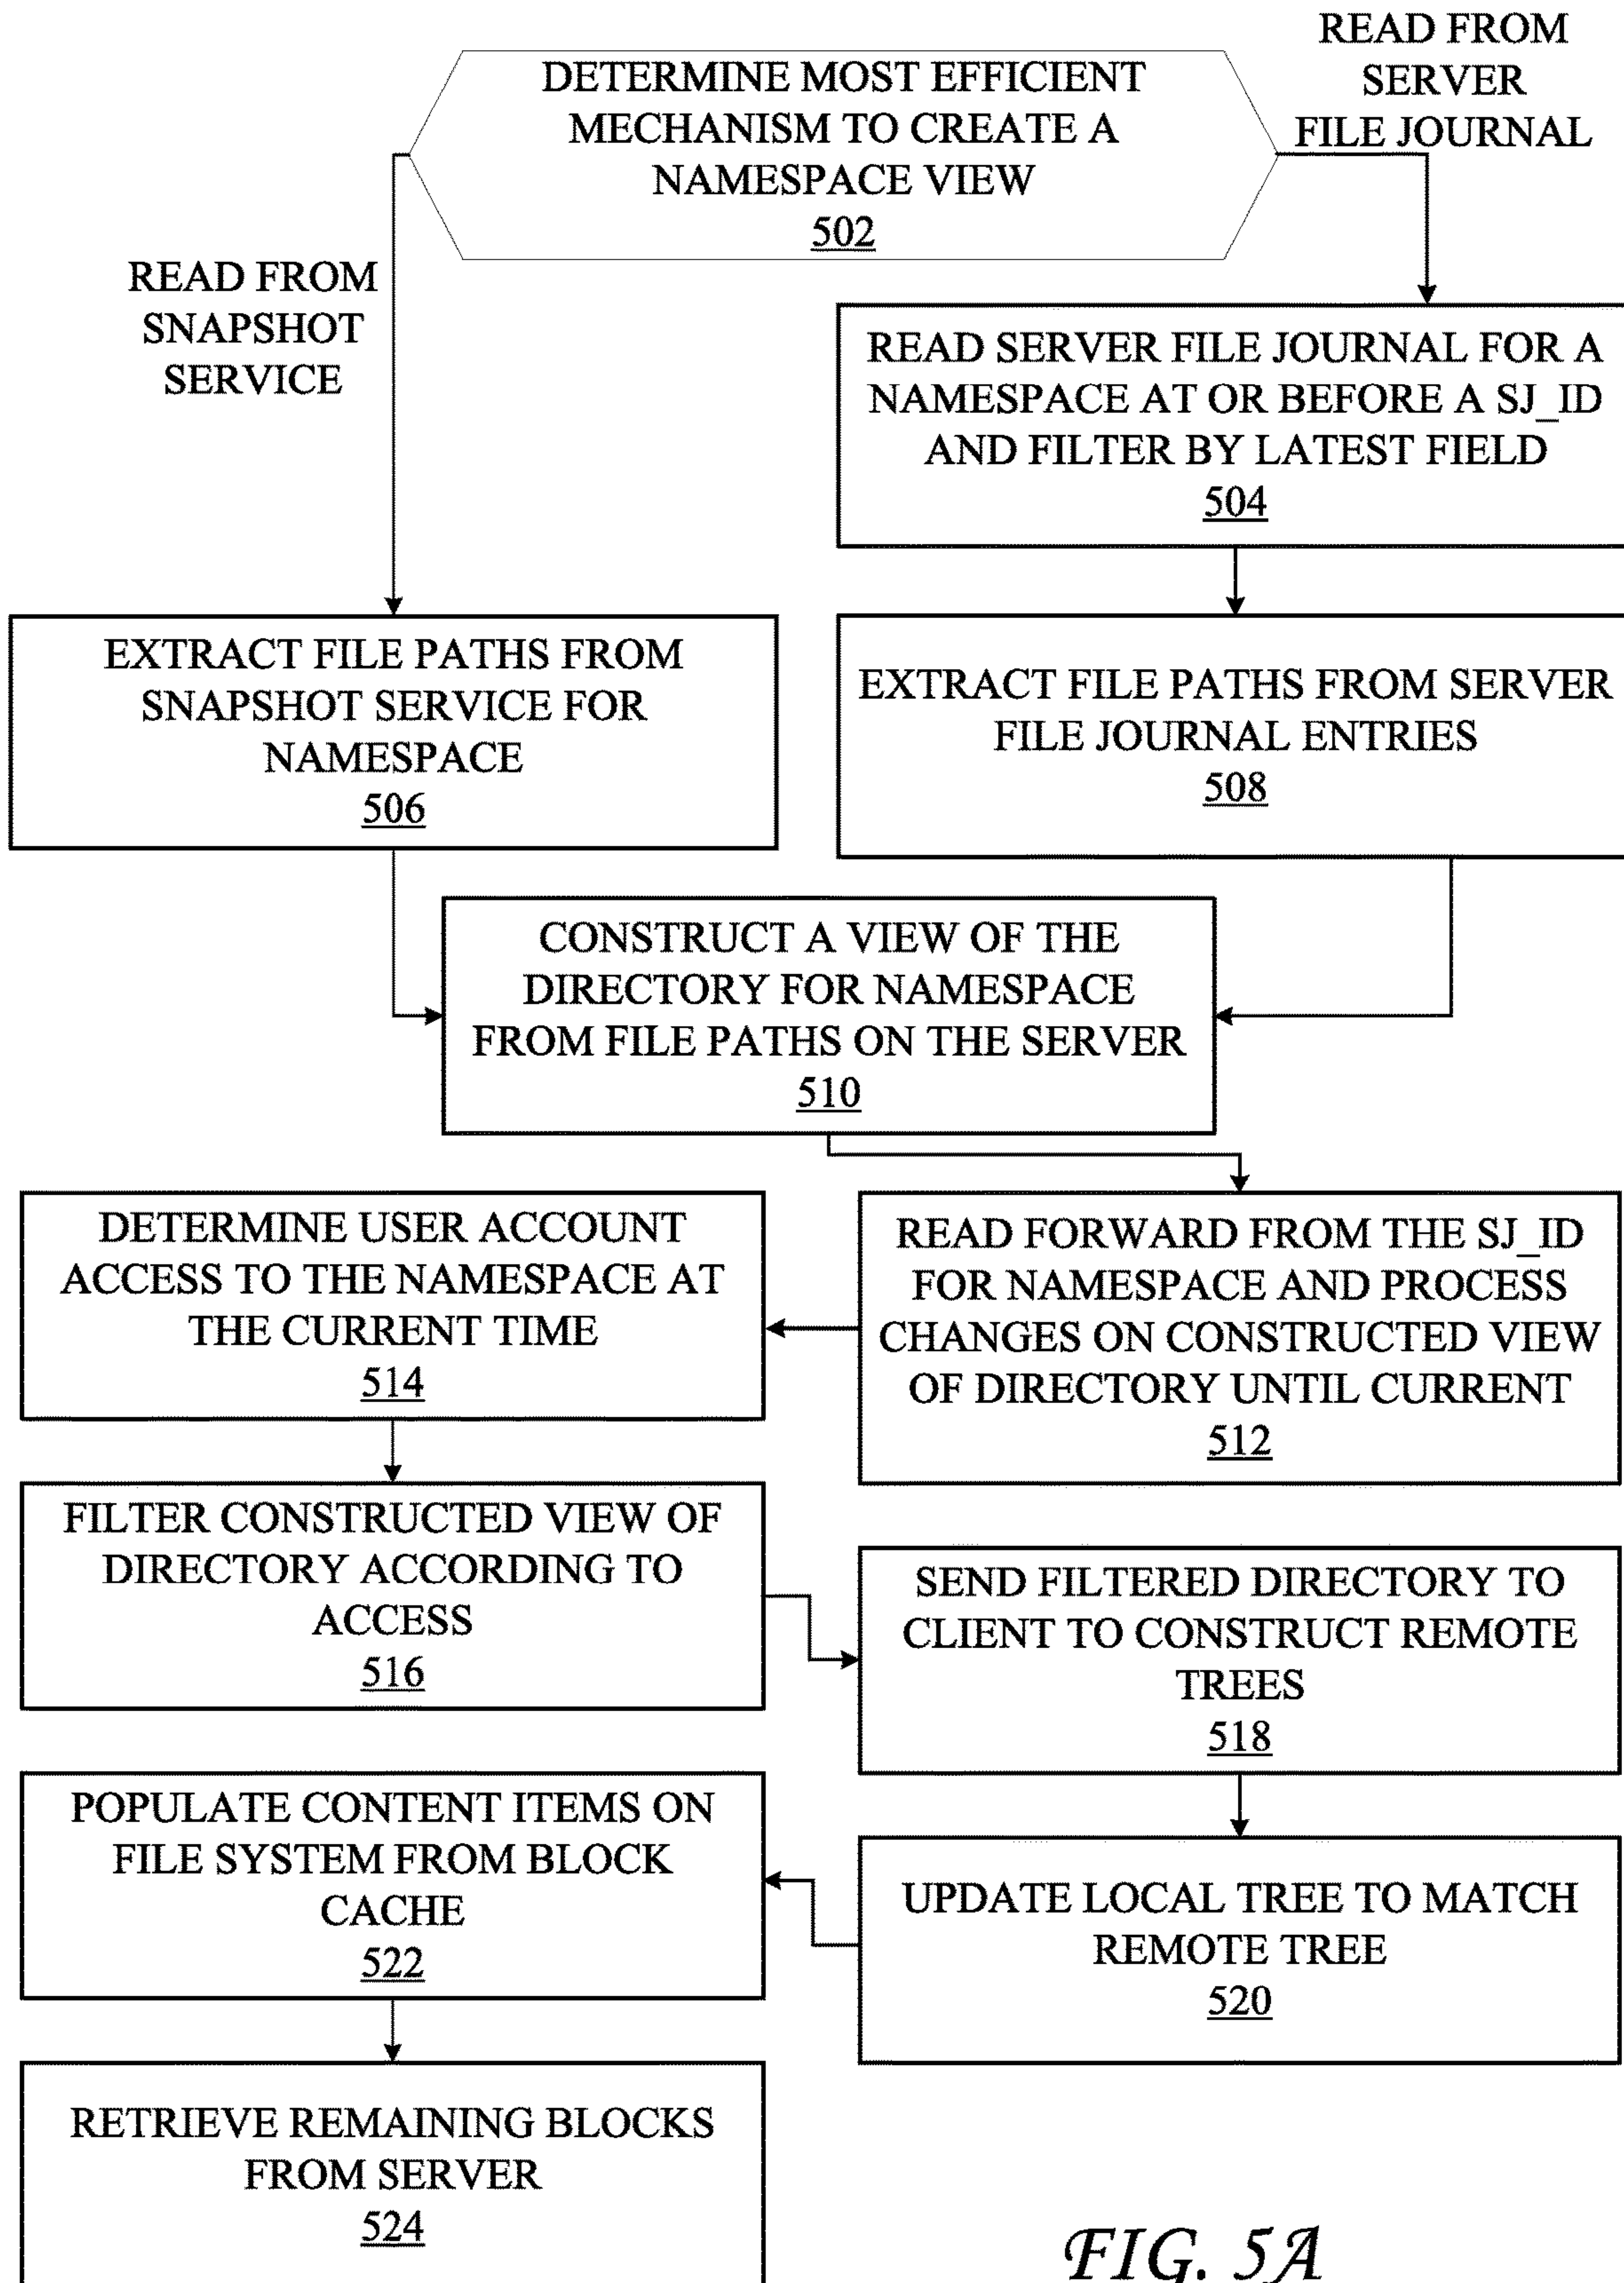 READ FROM
SERVER
FILE JOURNAL
DETERMINE MOST EFFICIENT
MECHANISM TO CREATE A
NAMESPACE VIEW
502
READ FROM
SNAPSHOT
SERVICE
READ SERVER FILE JOURNAL FOR A
NAMESPACE AT OR BEFORE A SJ_ID
AND FILTER BY LATEST FIELD
504
EXTRACT FILE PATHS FROM
SNAPSHOT SERVICE FOR
NAMESPACE
506
EXTRACT FILE PATHS FROM SERVER
FILE JOURNAL ENTRIES
508
CONSTRUCT A VIEW OF THE
DIRECTORY FOR NAMESPACE
FROM FILE PATHS ON THE SERVER
510
READ FORWARD FROM THE SJ_ID
FOR NAMESPACE AND PROCESS
CHANGES ON CONSTRUCTED VIEW
OF DIRECTORY UNTIL CURRENT
512
DETERMINE USER ACCOUNT
ACCESS TO THE NAMESPACE AT
THE CURRENT TIME
514
FILTER CONSTRUCTED VIEW OF
DIRECTORY ACCORDING TO
ACCESS
516
SEND FILTERED DIRECTORY TO
CLIENT TO CONSTRUCT REMOTE
TREES
518
UPDATE LOCAL TREE TO MATCH
REMOTE TREE
520
POPULATE CONTENT ITEMS ON
FILE SYSTEM FROM BLOCK
CACHE
522
RETRIEVE REMAINING BLOCKS
FROM SERVER
524
FIG. 5A